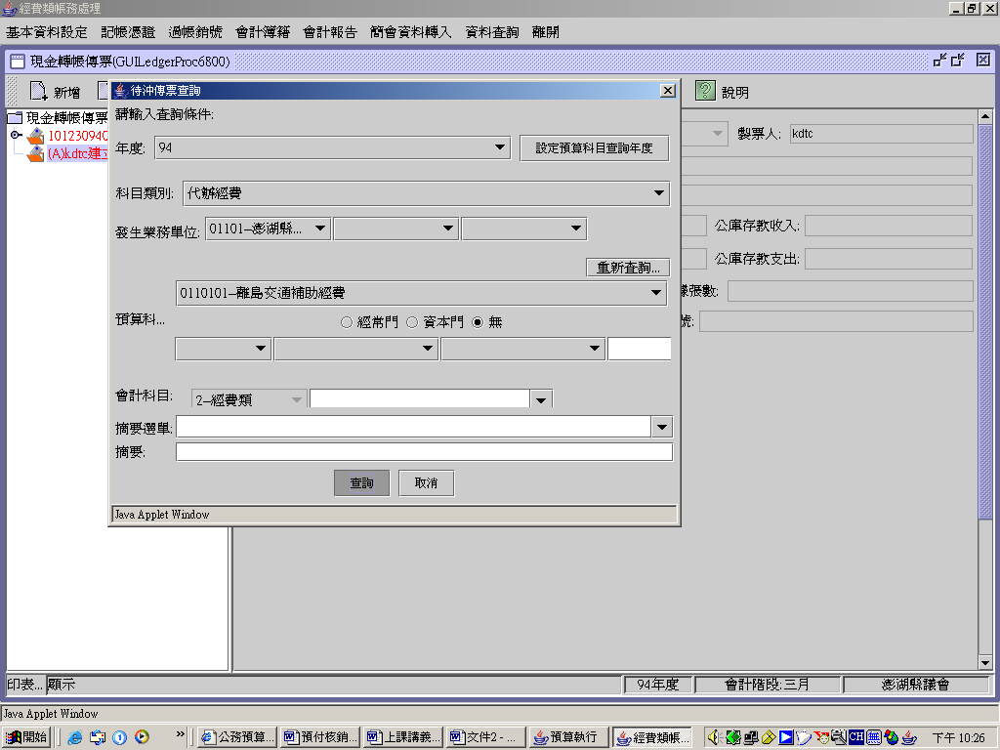 經費類帳務處理
基本資料設定 記帳憑證 過帳銷號 會計簿籍 會計報告 簡會資料轉入 資料查詢 離開
現金轉帳傳票(GUILedgerProc6800)
新增
說明
待沖傳票查詢
現金轉帳傳票
101230940
(A)kdtc建立
製票人: kdtc
請輸入查詢條件:
年度: 94 設定預算科目查詢年度
科目類別: 代辦經費
發生業務單位: 01101--澎湖縣...
公庫存款收入:
公庫存款支出:
重新查詢...
張數:
0110101--離島交通補助經費
號:
預算科... 經常門 資本門 無
會計科目: 2--經費類
摘要選單:
摘要:
查詢 取消
Java Applet Window
印表... 顯示 94年度 會計階段:三月 澎湖縣議會
Java Applet Window
開始 公務預算... 預付核銷... 上課講義... 文件2 - ... 預算執行 經費類帳... CH 下午 10:26